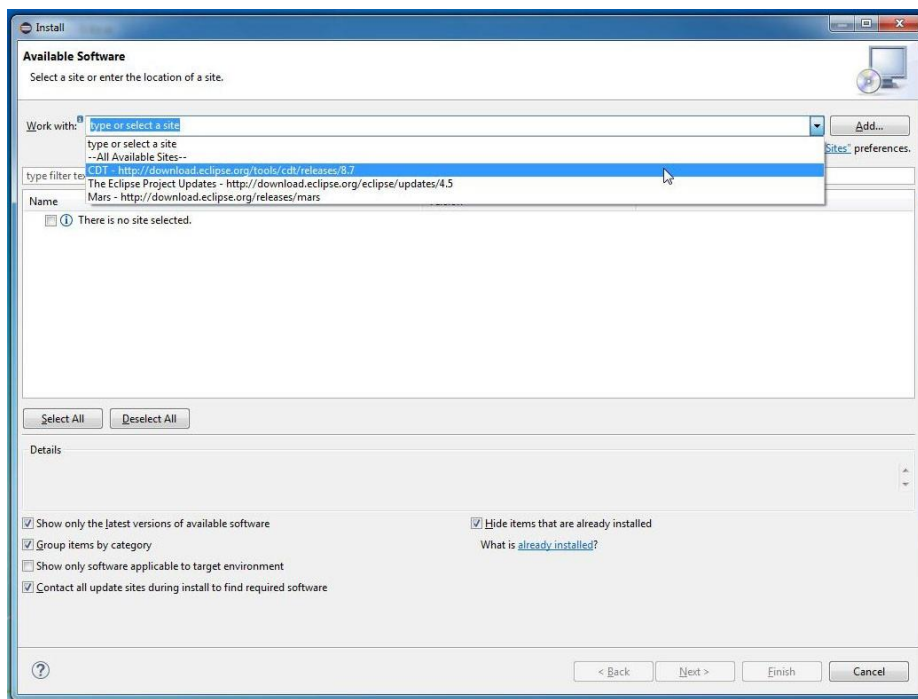 Install
Available Software
Select a site or enter the location of a site.
Work with: type or select a site Add...
type or select a site
--All Available Sites--
Sites" preferences.
CDT - http://download.eclipse.org/tools/cdt/releases/8.7
type filter te
The Eclipse Project Updates - http://download.eclipse.org/eclipse/updates/4.5
Mars - http://download.eclipse.org/releases/mars
Name
There is no site selected.
Select All Deselect All
Details
Show only the latest versions of available software Hide items that are already installed
Group items by category What is already installed?
Show only software applicable to target environment
Contact all update sites during install to find required software
? < Back Next > Finish Cancel